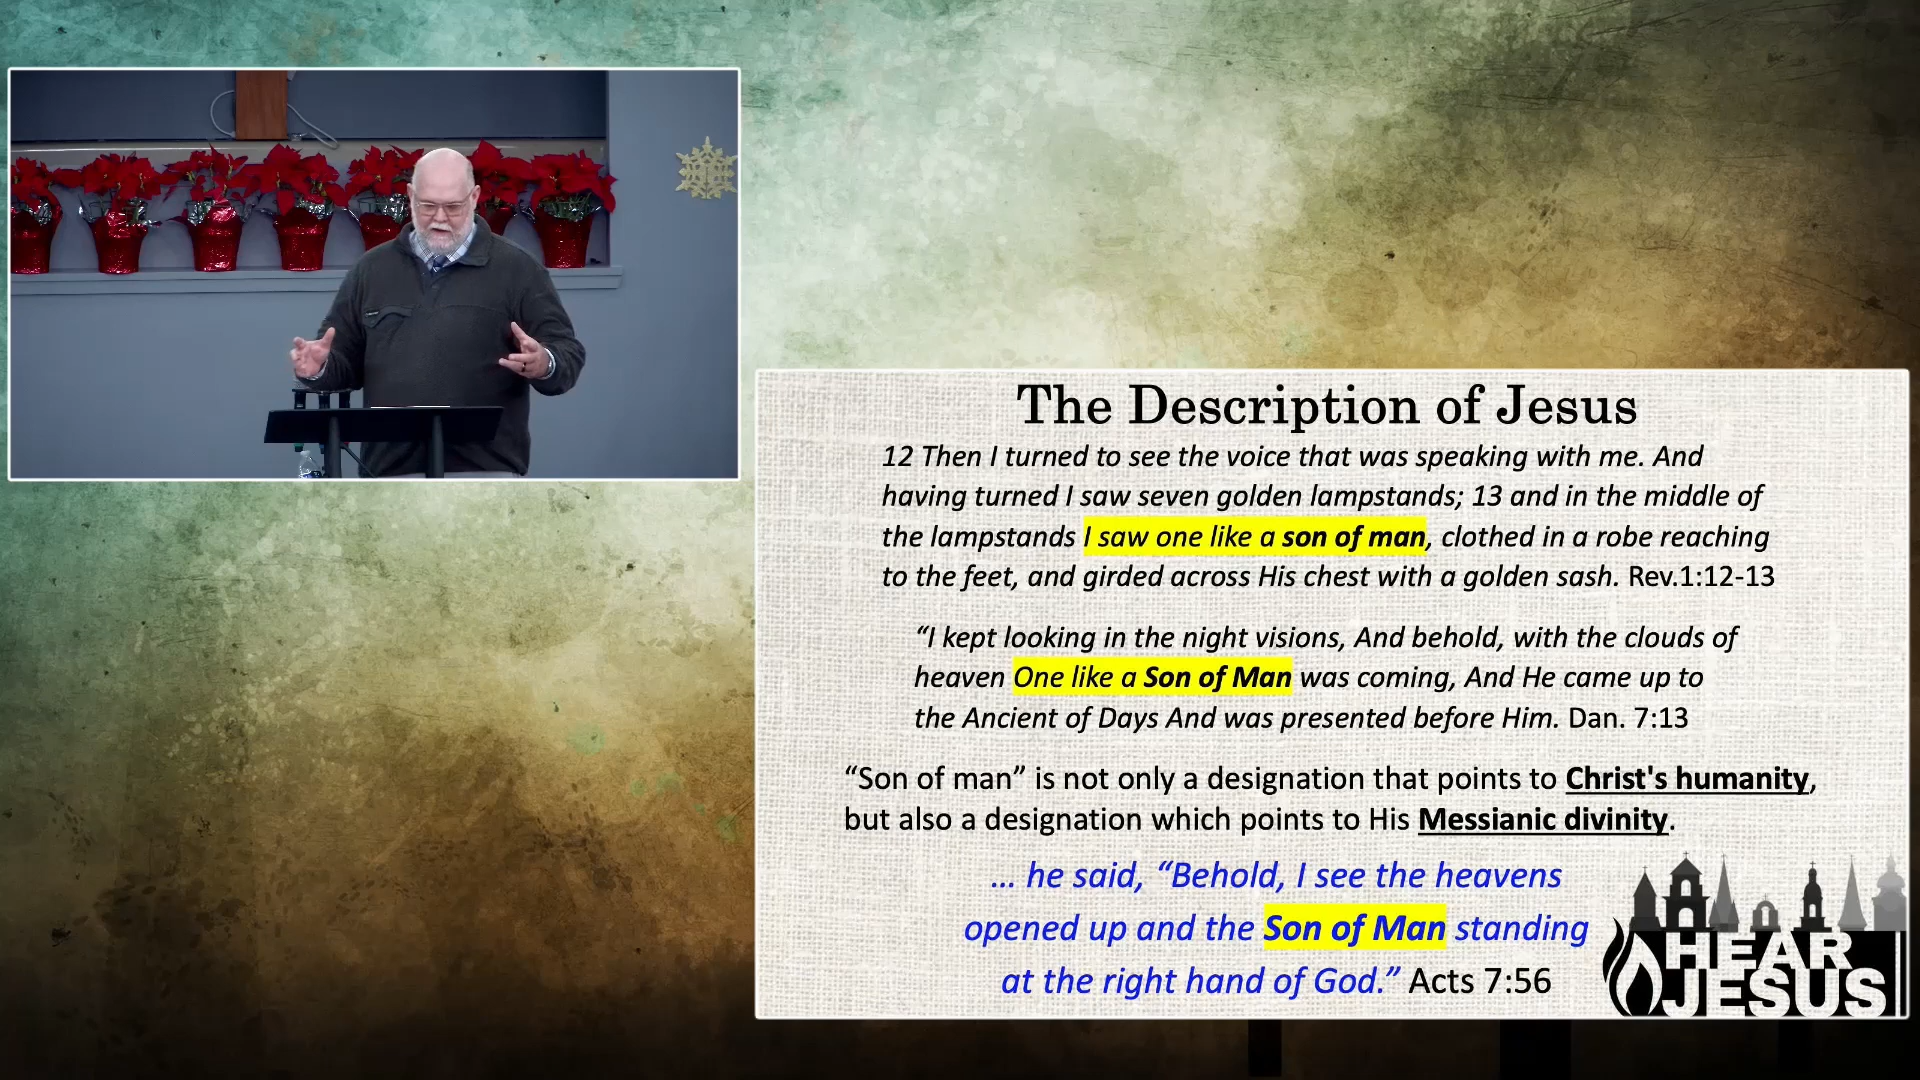 The Description of Jesus
12 Then I turned to see the voice that was speaking with me. And
having turned I saw seven golden lampstands; 13 and in the middle of
the lampstands I saw one like a son of man, clothed in a robe reaching
to the feet, and girded across His chest with a golden sash. Rev.1:12-13
“I kept looking in the night visions, And behold, with the clouds of
heaven One like a Son of Man was coming, And He came up to
the Ancient of Days And was presented before Him. Dan. 7:13
“Son of man” is not only a designation that points to Christ's humanity,
but also a designation which points to His Messianic divinity.
... he said, “Behold, I see the heavens
opened up and the Son of Man standing
at the right hand of God.” Acts 7:56
HEAR
JESUS